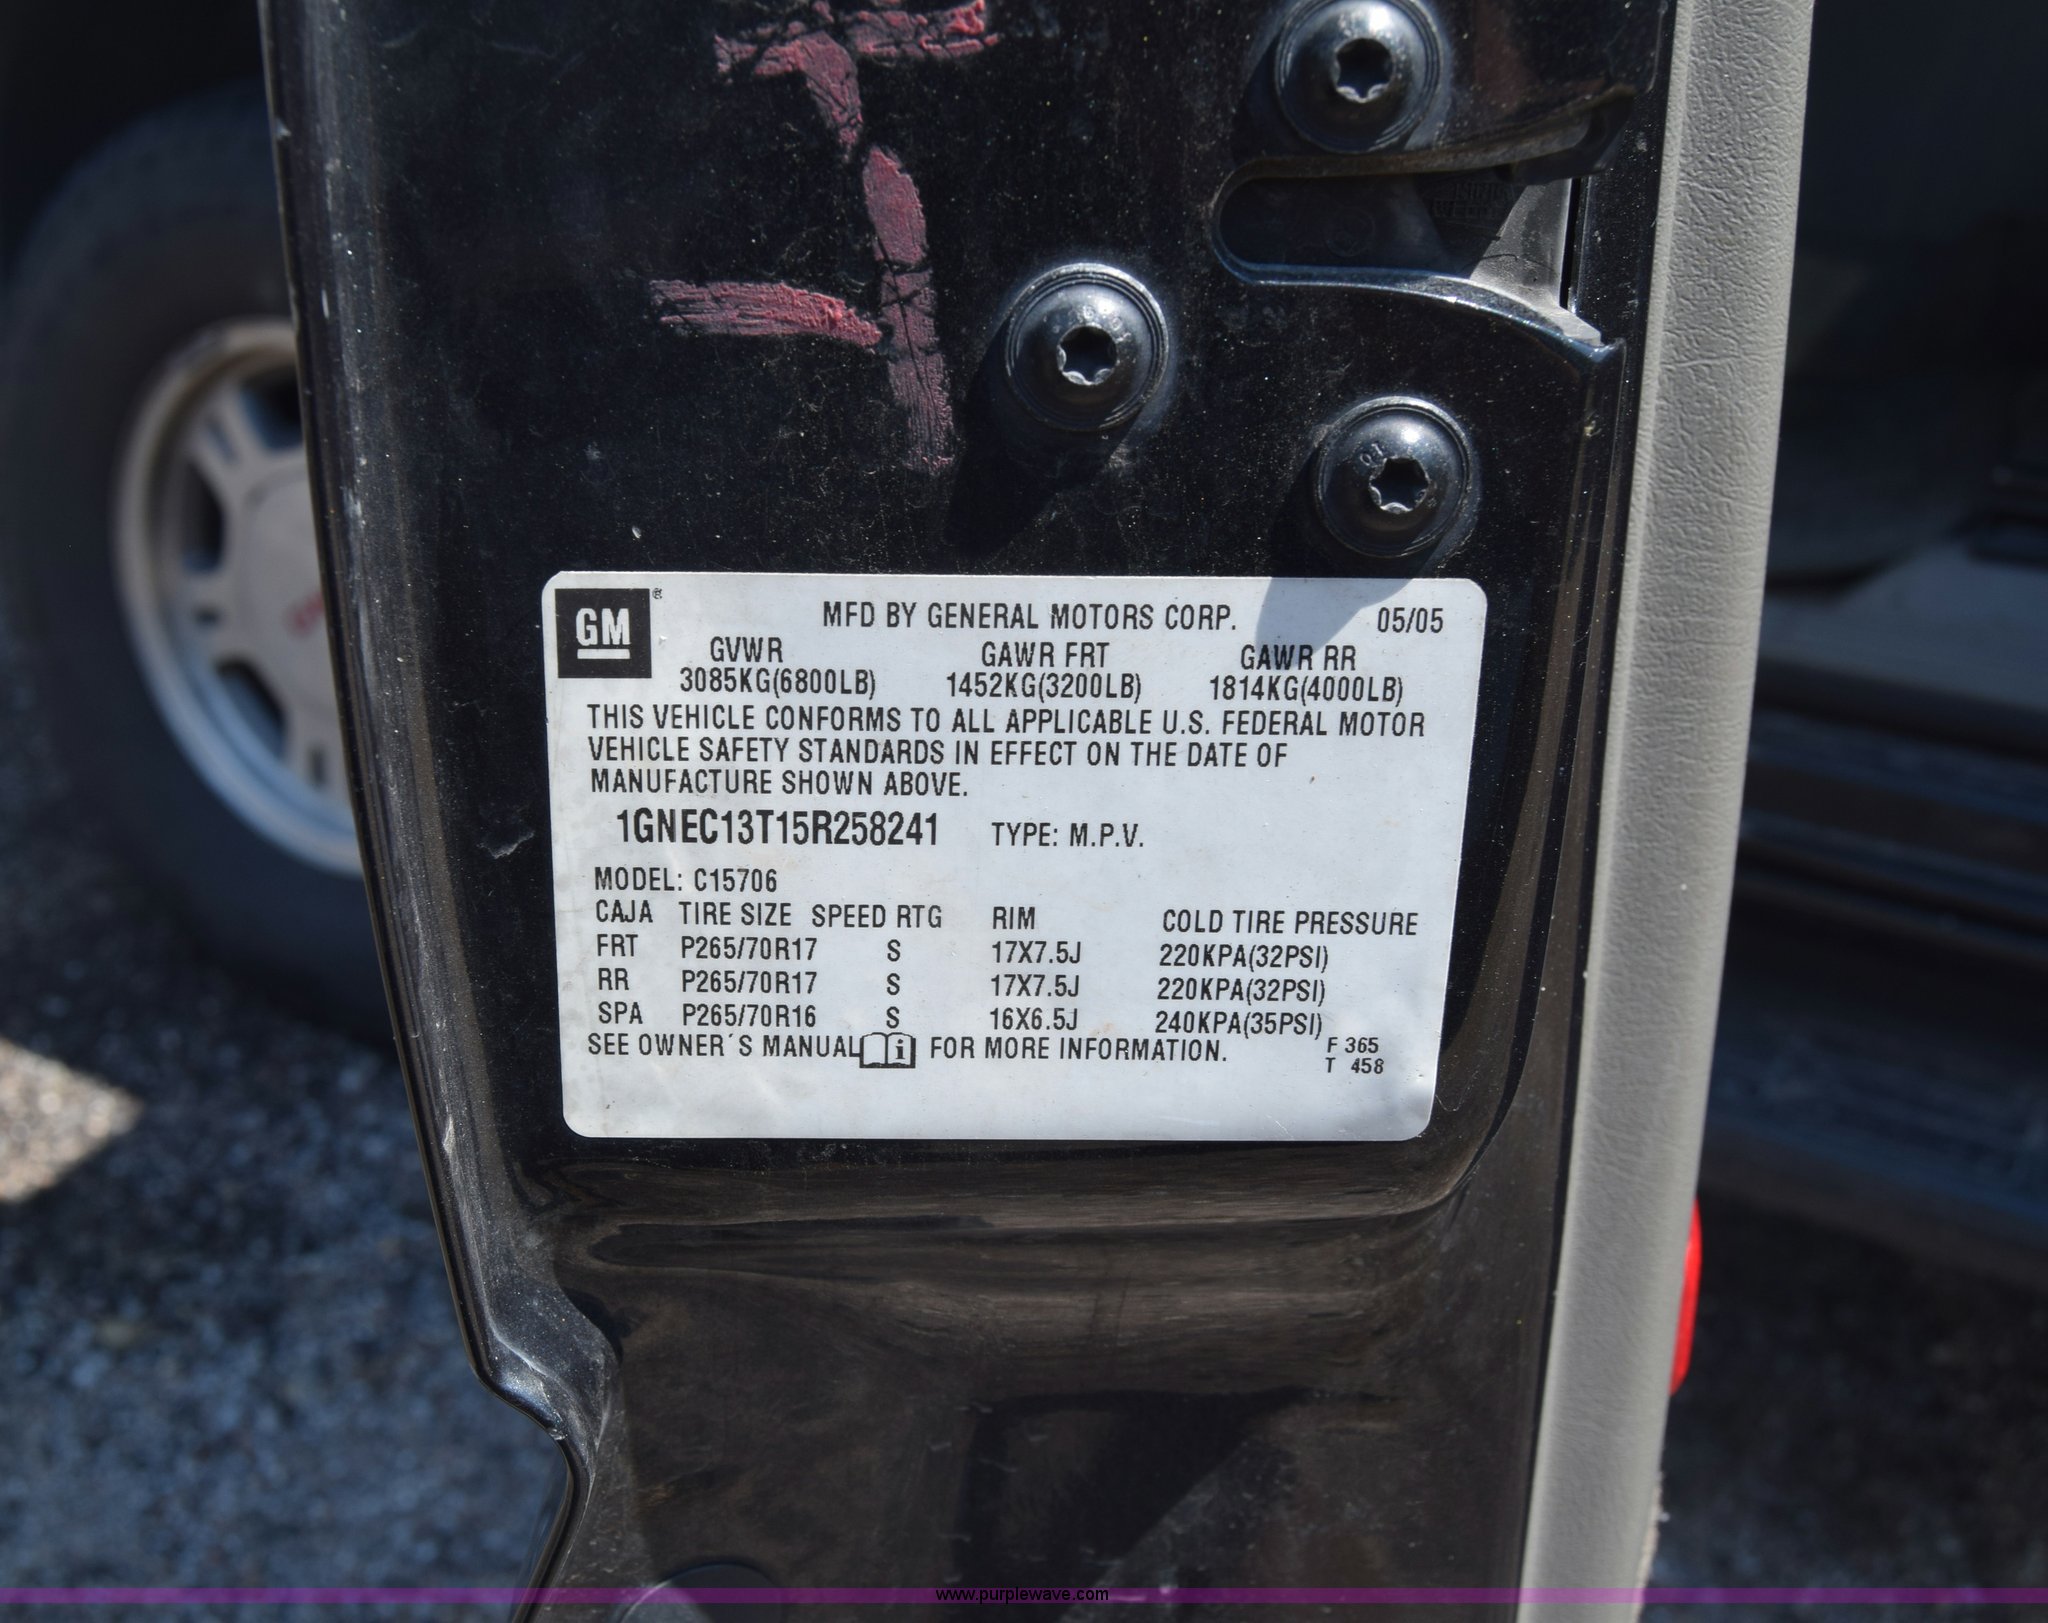 GM®
MFD BY GENERAL MOTORS CORP. 05/05
GVWR GAWR FRT GAWR RR
3085KG(6800LB) 1452KG(3200LB) 1814KG(4000LB)
THIS VEHICLE CONFORMS TO ALL APPLICABLE U.S. FEDERAL MOTOR
VEHICLE SAFETY STANDARDS IN EFFECT ON THE DATE OF
MANUFACTURE SHOWN ABOVE.
1GNEC13T15R258241 TYPE: M.P.V.
MODEL: C15706
CAJA TIRE SIZE SPEED RTG RIM COLD TIRE PRESSURE
FRT P265/70R17 S 17X7.5J 220KPA(32PSI)
RR P265/70R17 S 17X7.5J 220KPA(32PSI)
SPA P265/70R16 S 16X6.5J 240KPA(35PSI)
SEE OWNER´S MANUAL i FOR MORE INFORMATION. F 365
T 458
www.purplewave.com